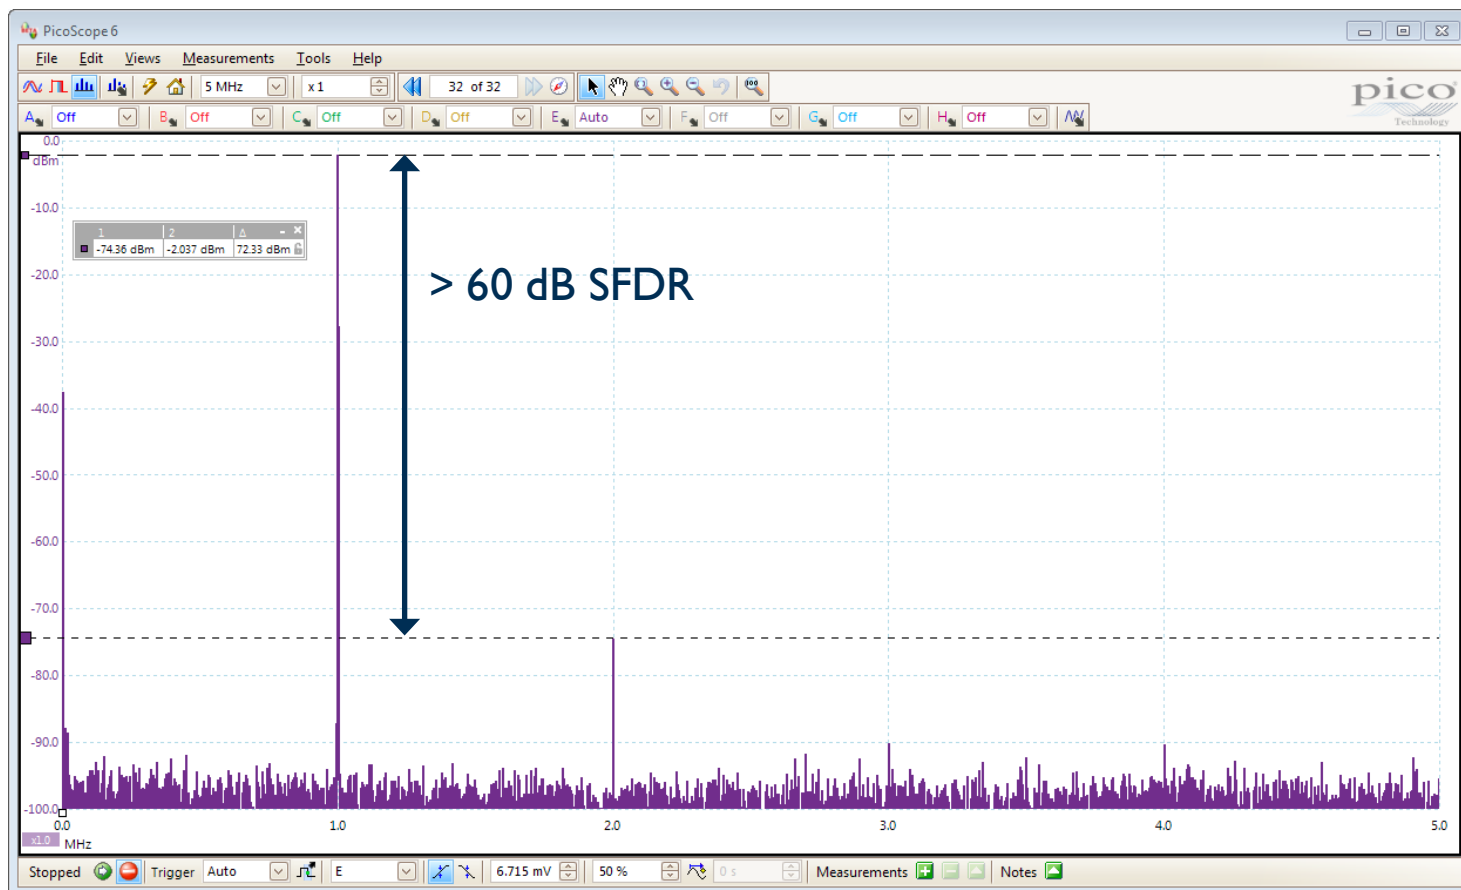 PicoScope 6
File Edit Views Measurements Tools Help
5 MHz x 1 32 of 32
pico
Technology
A Off B Off C Off D Off E Auto F Off G Off H Off
0.0
dBm
-10.0
1 2 Δ
-74.36 dBm -2.037 dBm 72.33 dBm
-20.0
> 60 dB SFDR
-30.0
-40.0
-50.0
-60.0
-70.0
-80.0
-90.0
-100.0
0.0 1.0 2.0 3.0 4.0 5.0
x1.0 MHz
Stopped Trigger Auto E 6.715 mV 50 % 0 s Measurements Notes